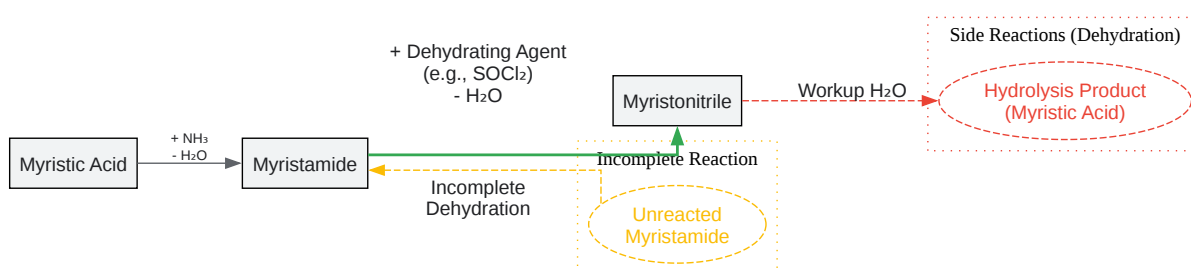 Side Reactions (Dehydration)
+ Dehydrating Agent
(e.g., SOCl₂)
- H₂O
Myristonitrile
Workup H₂O
Hydrolysis Product
(Myristic Acid)
Myristic Acid
+ NH₃
- H₂O
Myristamide
Incomplete Reaction
Incomplete
Dehydration
Unreacted
Myristamide